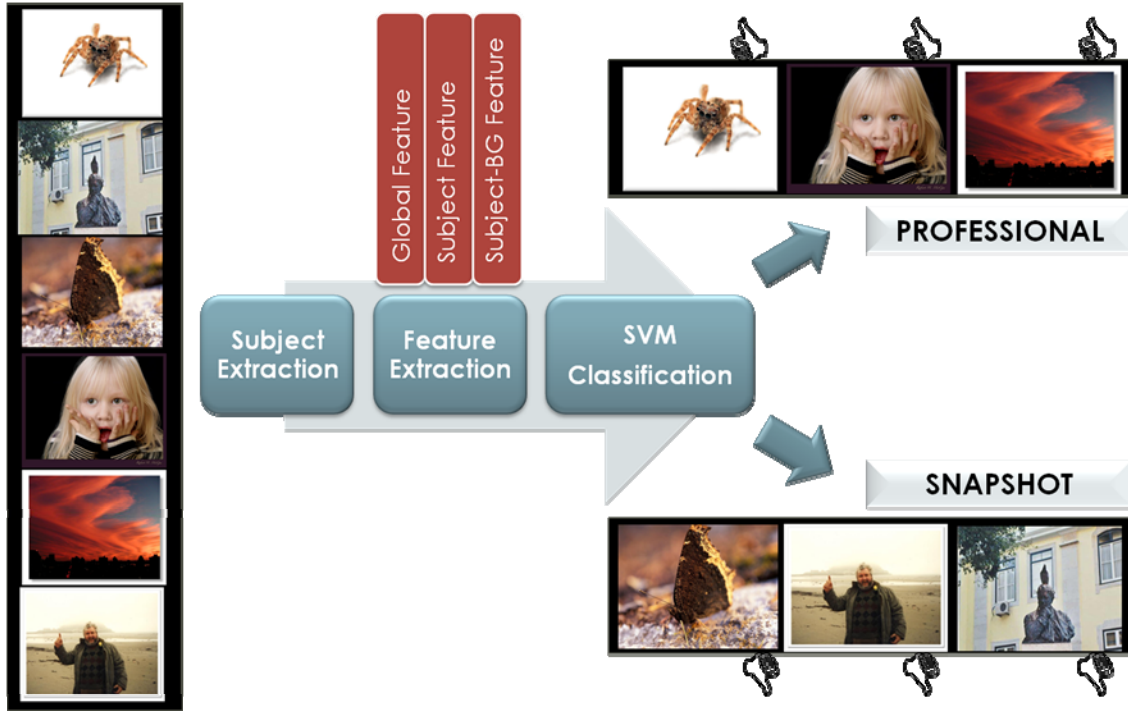 Global Feature
Subject Feature
Subject-BG Feature
Subject
Extraction
Feature
Extraction
SVM
Classification
PROFESSIONAL
SNAPSHOT